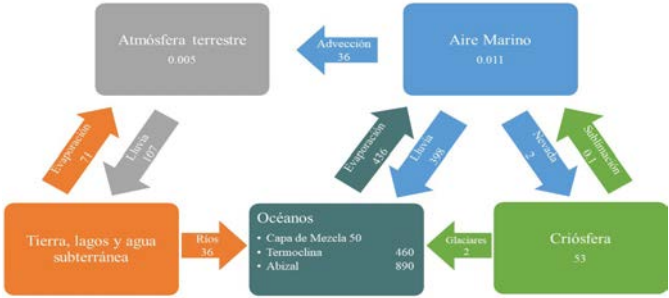 Atmósfera terrestre
0.005
Advección
36
Aire Marino
0.011
Evaporación
71
Lluvia
107
Evaporación
436
Lluvia
398
Nevada
2
Sublimación
0.1
Tierra, lagos y agua
subterránea
Ríos
36
Océanos
• Capa de Mezcla 50
• Termoclina 460
• Abizal 890
Glaciares
2
Criósfera
53